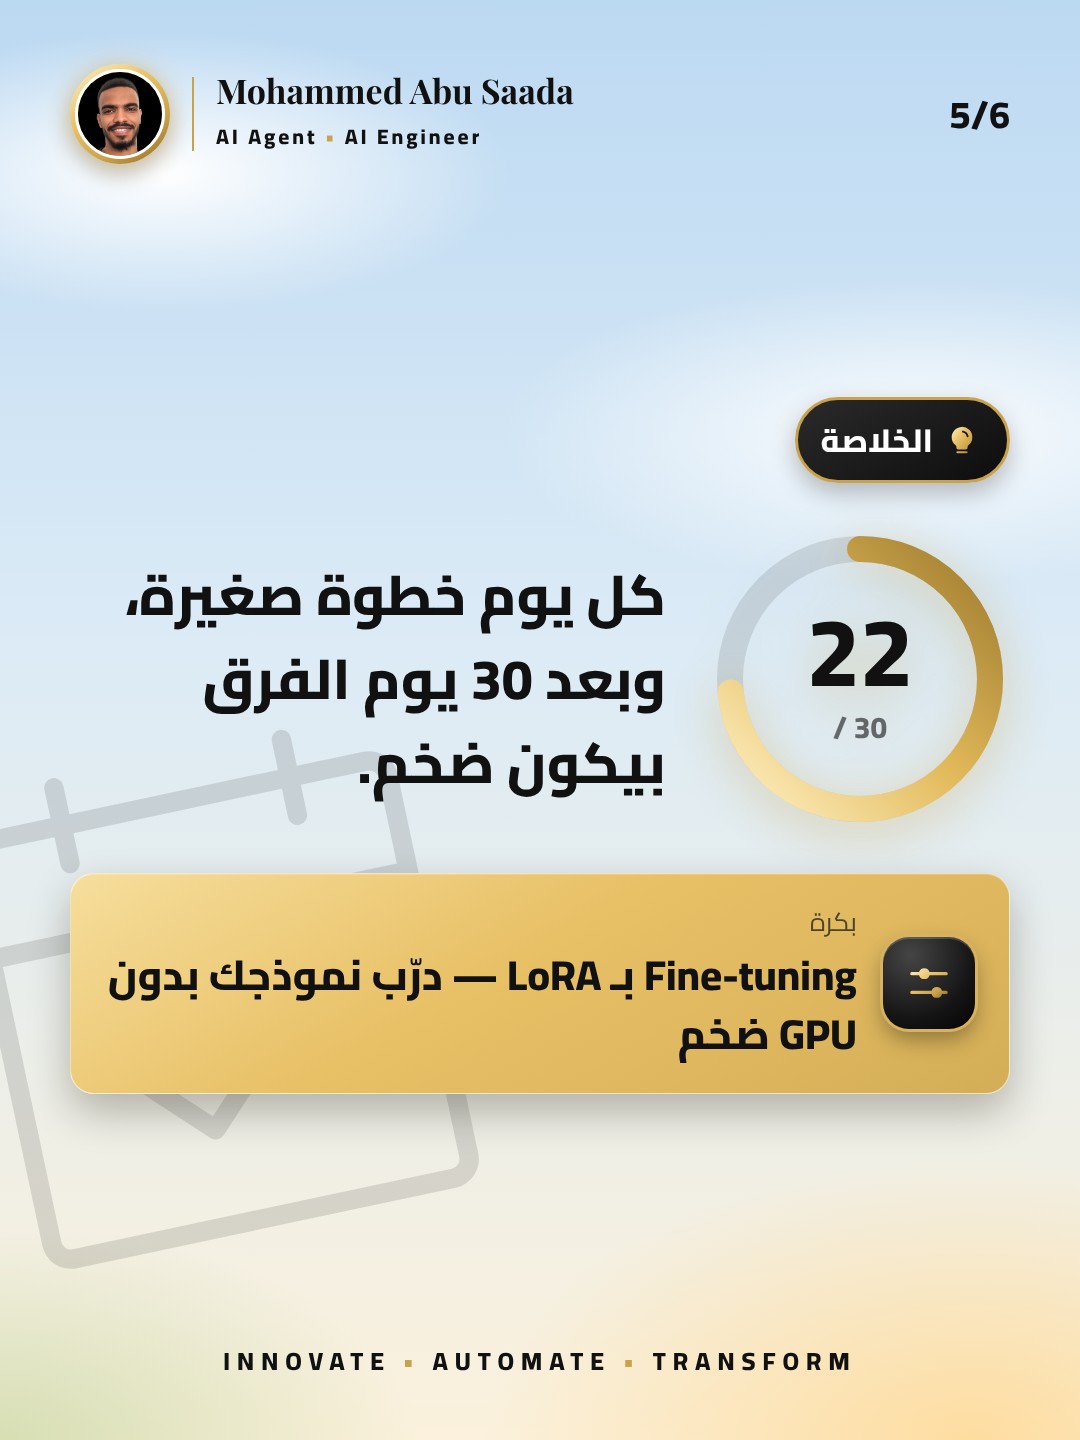 Mohammed Abu Saada
AI Agent ▪ AI Engineer
5/6
الخلاصة
22
/ 30
كل يوم خطوة صغيرة،
وبعد 30 يوم الفرق
بيكون ضخم.
بكرة
Fine-tuning بـ LoRA — درّب نموذجك بدون
GPU ضخم
INNOVATE ▪ AUTOMATE ▪ TRANSFORM